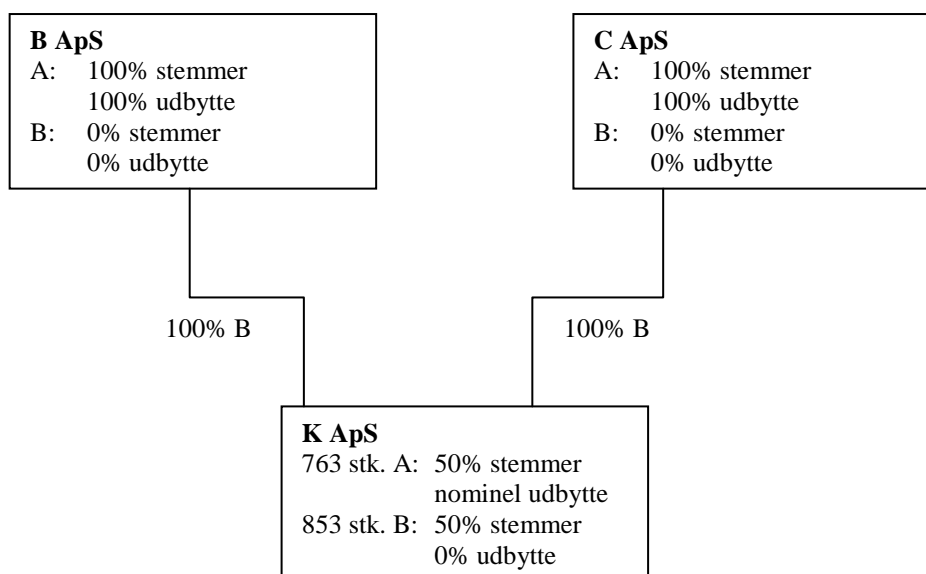 B ApS
A: 100% stemmer
100% udbytte
B: 0% stemmer
0% udbytte
C ApS
A: 100% stemmer
100% udbytte
B: 0% stemmer
0% udbytte
100% B
100% B
K ApS
763 stk. A: 50% stemmer
nominel udbytte
853 stk. B: 50% stemmer
0% udbytte